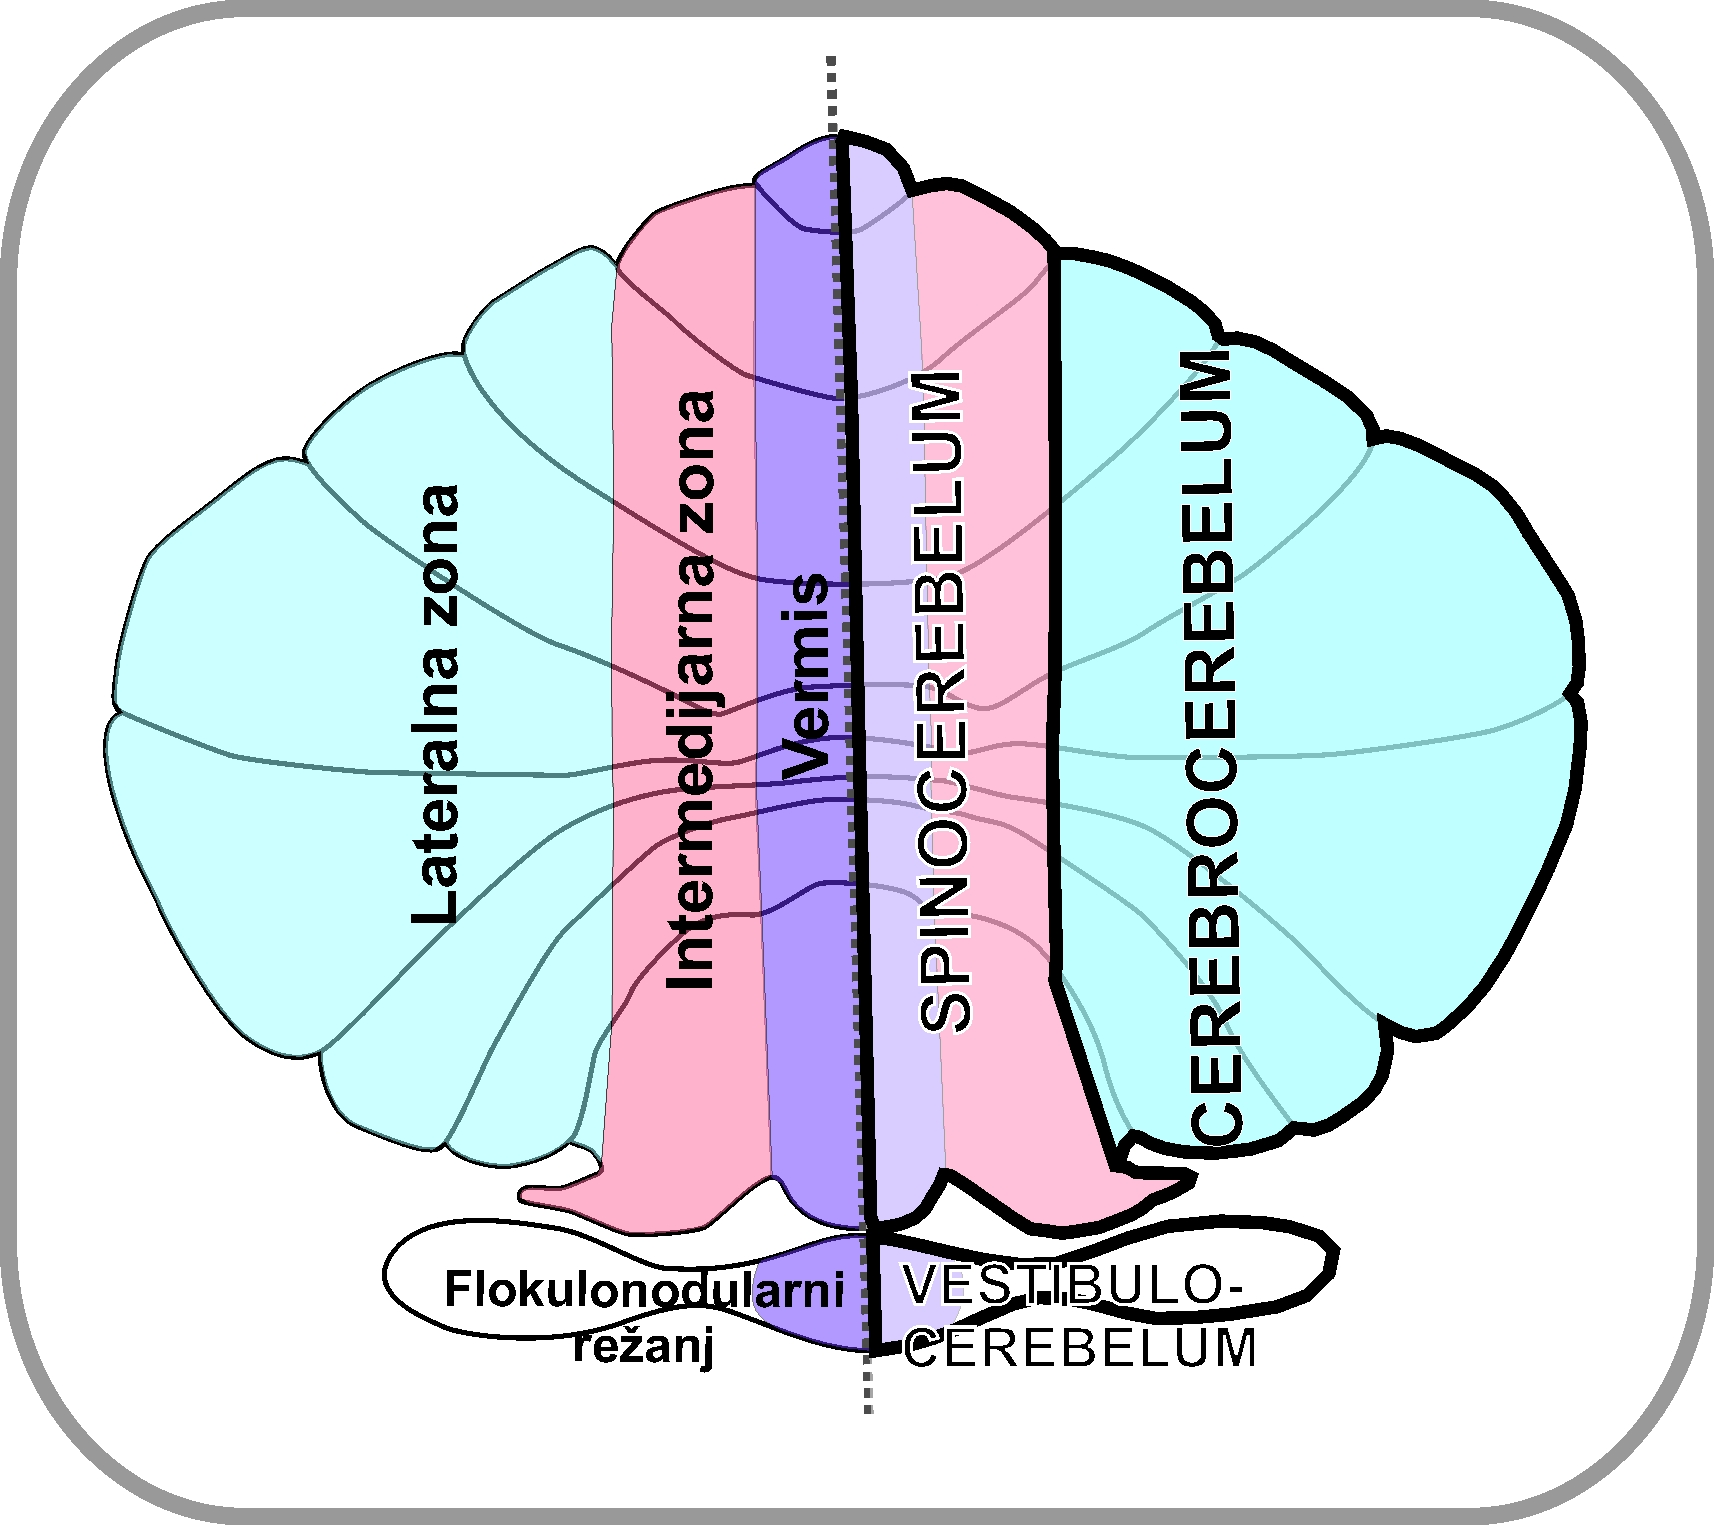 Lateralna zona
Intermedijarna zona
Vermis
SPINOCEREBELUM
CEREBROCEREBELUM
Flokulonodularni
režanj
VESTIBULO-
CEREBELUM